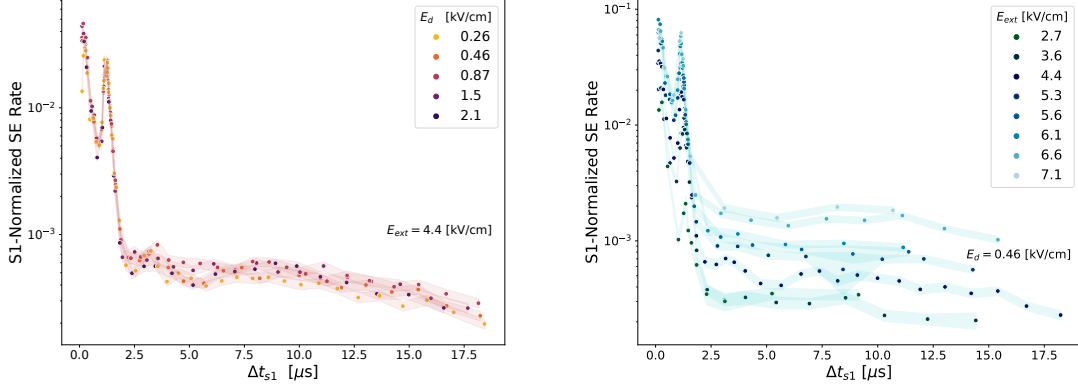 S1-Normalized SE Rate
10⁻²
10⁻³
E_d [kV/cm]
0.26
0.46
0.87
1.5
2.1
E_ext = 4.4 [kV/cm]
0.0 2.5 5.0 7.5 10.0 12.5 15.0 17.5
Δt_s1 [μs]
S1-Normalized SE Rate
10⁻¹
10⁻²
10⁻³
E_ext [kV/cm]
2.7
3.6
4.4
5.3
5.6
6.1
6.6
7.1
E_d = 0.46 [kV/cm]
0.0 2.5 5.0 7.5 10.0 12.5 15.0 17.5
Δt_s1 [μs]